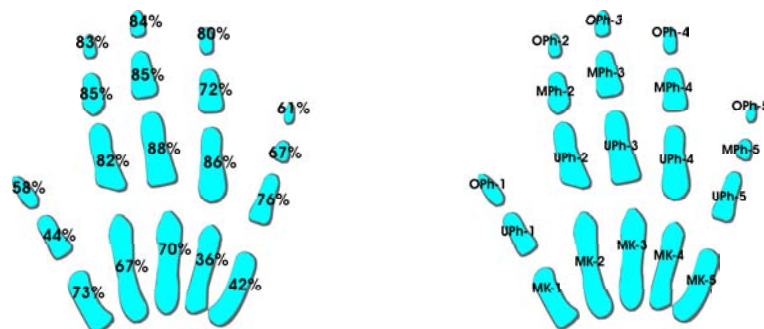 84%
83%
80%
85%
85%
72%
61%
88%
82%
86%
67%
58%
76%
44%
70%
67%
36%
73%
42%
OPh-3
OPh-2
OPh-4
MPh-3
MPh-2
MPh-4
OPh-5
UPh-3
UPh-2
UPh-4
MPh-5
OPh-1
UPh-5
UPh-1
MK-3
MK-2
MK-4
MK-1
MK-5